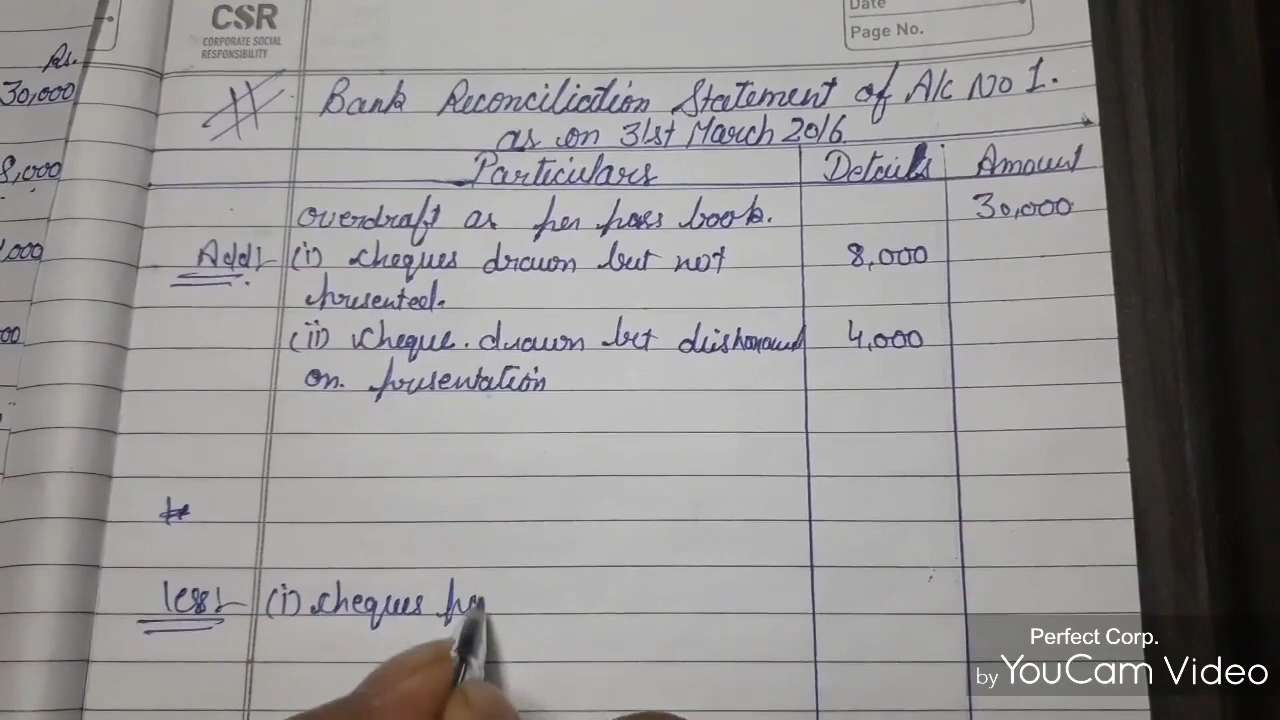 CSR
CORPORATE SOCIAL
RESPONSIBILITY
Date
Page No.
Rs.
30,000
8,000
,000
00
Bank Reconciliation Statement of A/c No 1.
as on 31st March 2016.
Particulars Details Amount
overdraft as per pass book. 30,000
Add:- (i) cheques drawn but not 8,000
presented.
(ii) cheque drawn but dishonoured 4,000
on presentation
Less:- (i) cheques
Perfect Corp.
by YouCam Video